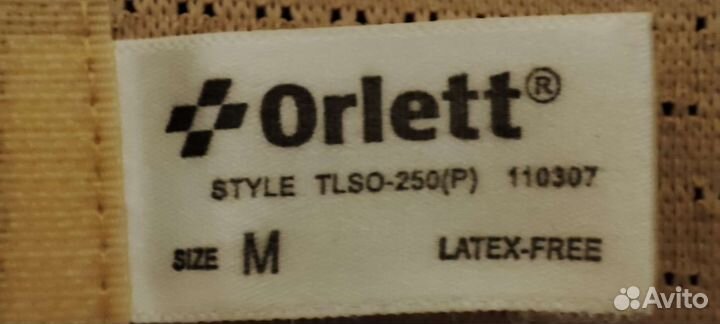 Orlett®
STYLE TLSO-250(P) 110307
SIZE M LATEX-FREE
Avito